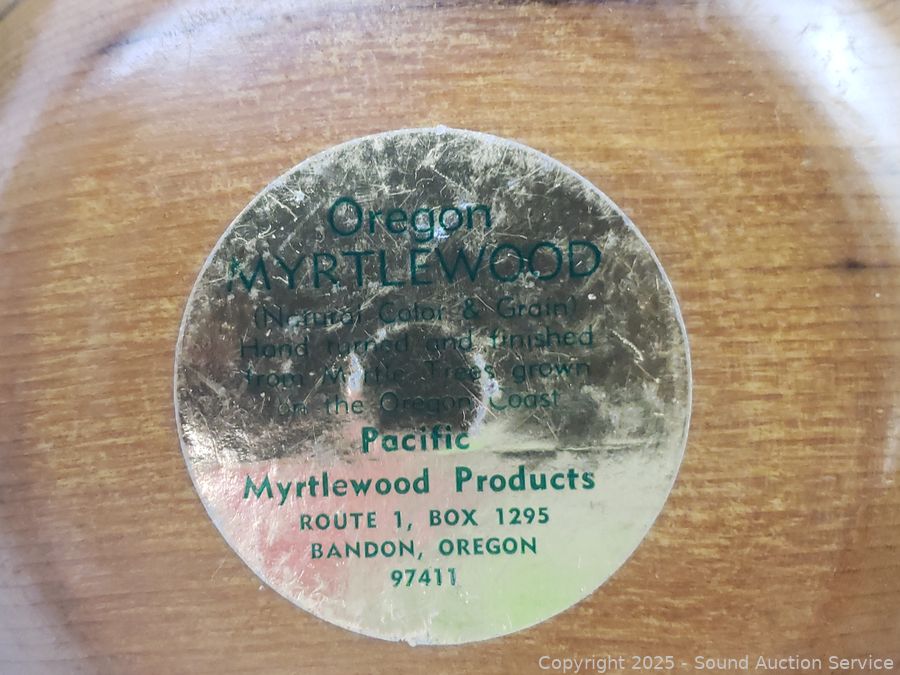 Oregon
MYRTLEWOOD
(Natural Color & Grain)
Hand turned and finished
from Myrtle Trees grown
on the Oregon Coast
Pacific
Myrtlewood Products
ROUTE 1, BOX 1295
BANDON, OREGON
97411
Copyright 2025 - Sound Auction Service